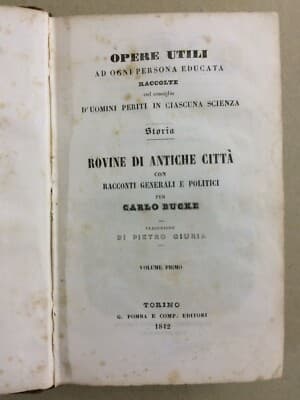 OPERE UTILI
AD OGNI PERSONA EDUCATA
RACCOLTE
col consiglio
D'UOMINI PERITI IN CIASCUNA SCIENZA
Storia
ROVINE DI ANTICHE CITTÀ
CON
RACCONTI GENERALI E POLITICI
PER
CARLO BUCKE
TRADUZIONE
DI PIETRO GIURIA
VOLUME PRIMO
TORINO
G. POMBA E COMP. EDITORI
1842